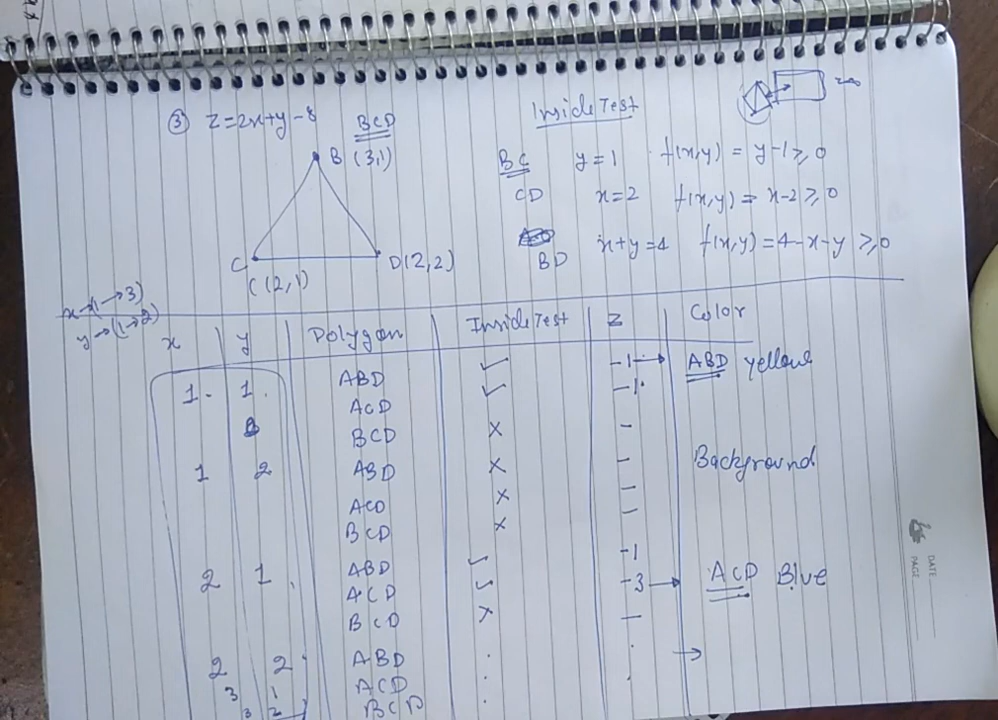 ③ Z=2x+y-8 BCD
Inside Test
B (3,1)
BC y=1 f(x,y) = y-1≥0
CD x=2 f(x,y) = x-2≥0
BD x+y=4 f(x,y)=4-x-y ≥0
C D(2,2)
C(2,1)
x→(1→3)
y→(1→2)
x y Polygon Inside Test Z Color
1 1 ABD ✓ -1 → ABD yellow
ACD ✓ -1
BCD × -
1 2 ABD × - Background
ACD × -
BCD × -
2 1 ABD ✓ -1
ACD ✓ -3 → ACD Blue
BCD × -
2 2 ABD . . →
3 1 ACD . .
3 2 BCD .
PAGE
DATE